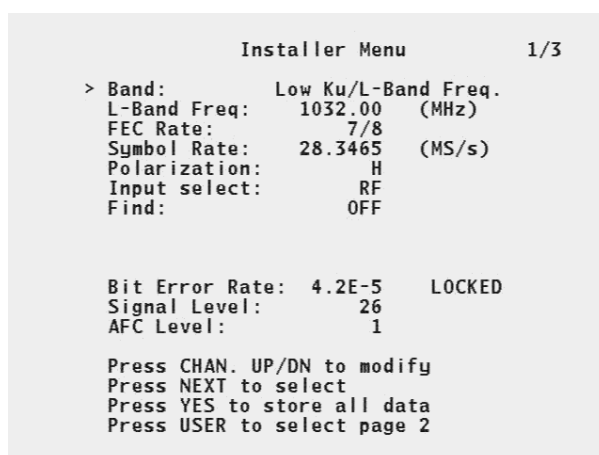 Installer Menu 1/3
> Band: Low Ku/L-Band Freq.
L-Band Freq: 1032.00 (MHz)
FEC Rate: 7/8
Symbol Rate: 28.3465 (MS/s)
Polarization: H
Input select: RF
Find: OFF
Bit Error Rate: 4.2E-5 LOCKED
Signal Level: 26
AFC Level: 1
Press CHAN. UP/DN to modify
Press NEXT to select
Press YES to store all data
Press USER to select page 2